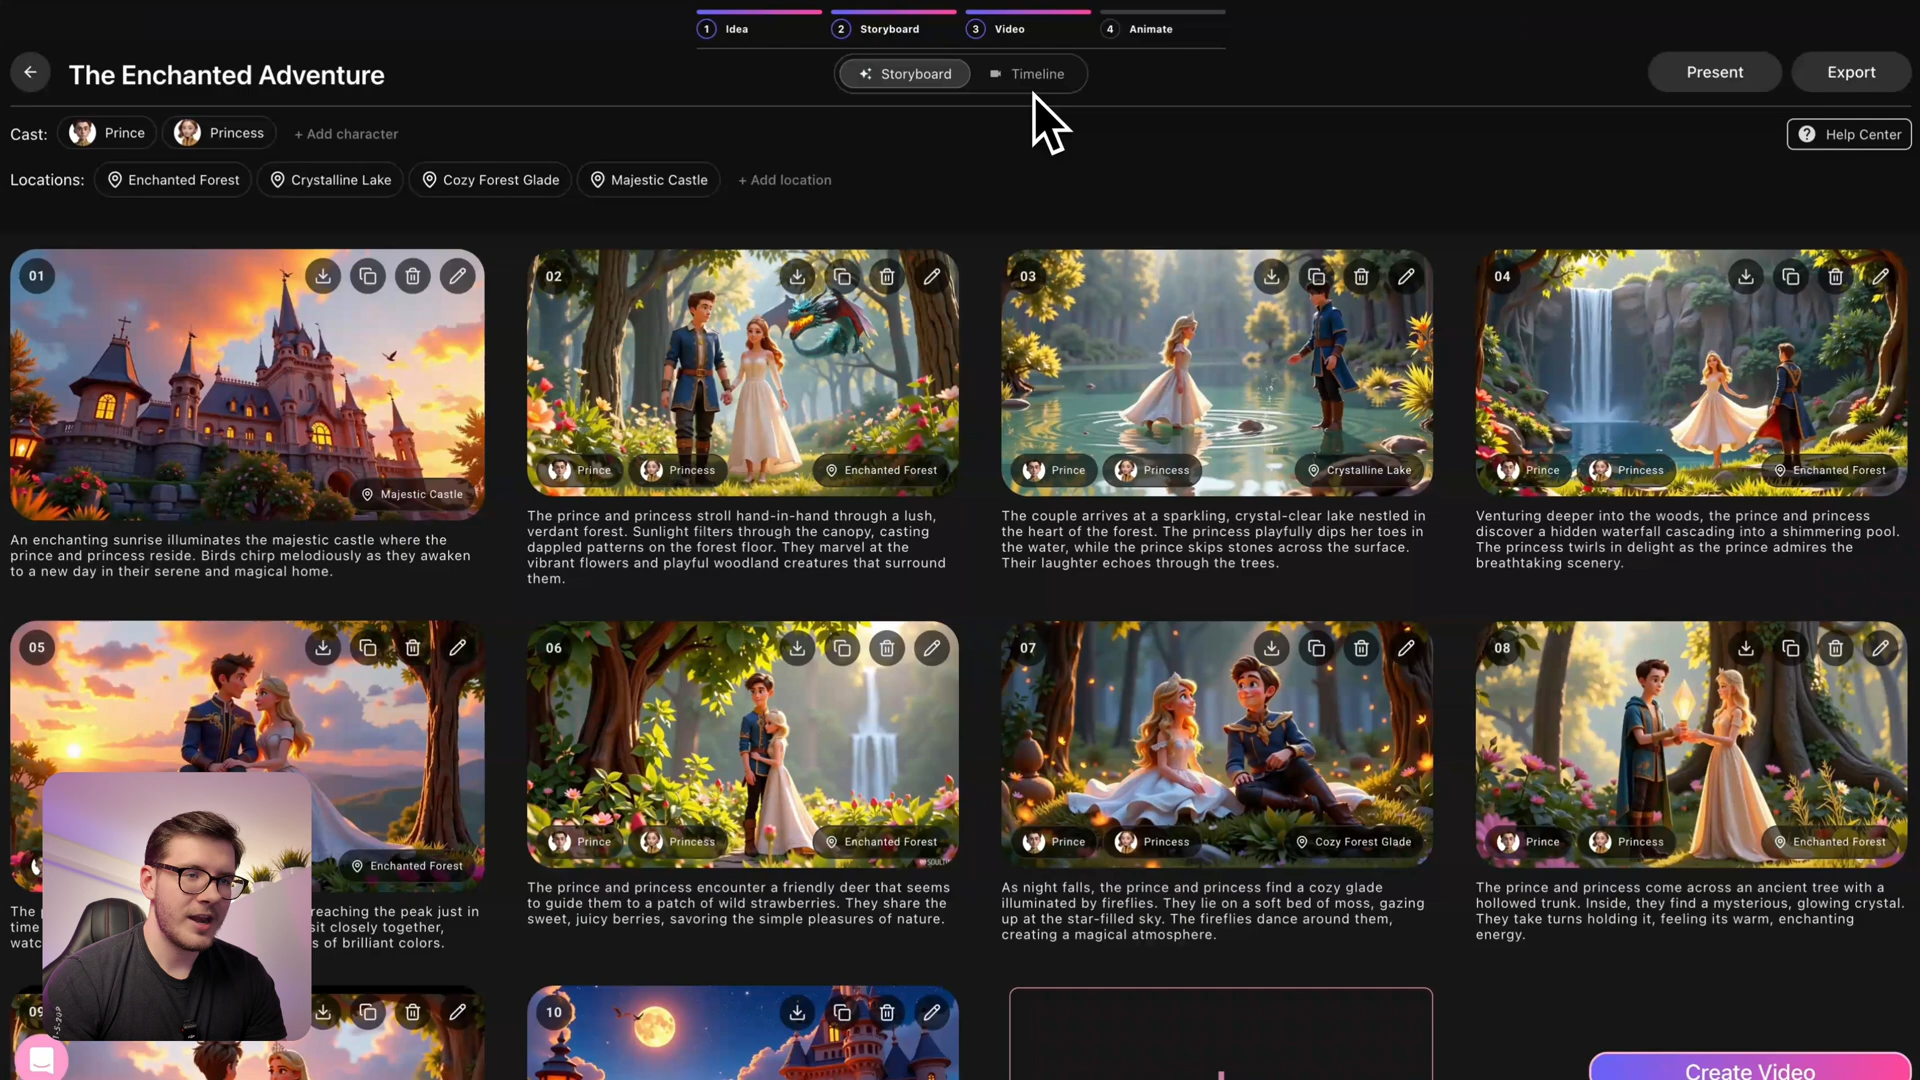 1 Idea
2 Storyboard
3 Video
4 Animate
The Enchanted Adventure
Storyboard
Timeline
Present
Export
Cast:
Prince
Princess
+ Add character
Help Center
Locations:
Enchanted Forest
Crystalline Lake
Cozy Forest Glade
Majestic Castle
+ Add location
01
Majestic Castle
An enchanting sunrise illuminates the majestic castle where the
prince and princess reside. Birds chirp melodiously as they awaken
to a new day in their serene and magical home.
02
Prince
Princess
Enchanted Forest
The prince and princess stroll hand-in-hand through a lush,
verdant forest. Sunlight filters through the canopy, casting
dappled patterns on the forest floor. They marvel at the
vibrant flowers and playful woodland creatures that surround
them.
03
Prince
Princess
Crystalline Lake
The couple arrives at a sparkling, crystal-clear lake nestled in
the heart of the forest. The princess playfully dips her toes in
the water, while the prince skips stones across the surface.
Their laughter echoes through the trees.
04
Prince
Princess
Enchanted Forest
Venturing deeper into the woods, the prince and princess
discover a hidden waterfall cascading into a shimmering pool.
The princess twirls in delight as the prince admires the
breathtaking scenery.
05
Enchanted Forest
The reaching the peak just in
time sit closely together,
watc s of brilliant colors.
06
Prince
Princess
Enchanted Forest
The prince and princess encounter a friendly deer that seems
to guide them to a patch of wild strawberries. They share the
sweet, juicy berries, savoring the simple pleasures of nature.
07
Prince
Princess
Cozy Forest Glade
As night falls, the prince and princess find a cozy glade
illuminated by fireflies. They lie on a soft bed of moss, gazing
up at the star-filled sky. The fireflies dance around them,
creating a magical atmosphere.
08
Prince
Princess
Enchanted Forest
The prince and princess come across an ancient tree with a
hollowed trunk. Inside, they find a mysterious, glowing crystal.
They take turns holding it, feeling its warm, enchanting
energy.
09
10
Create Video